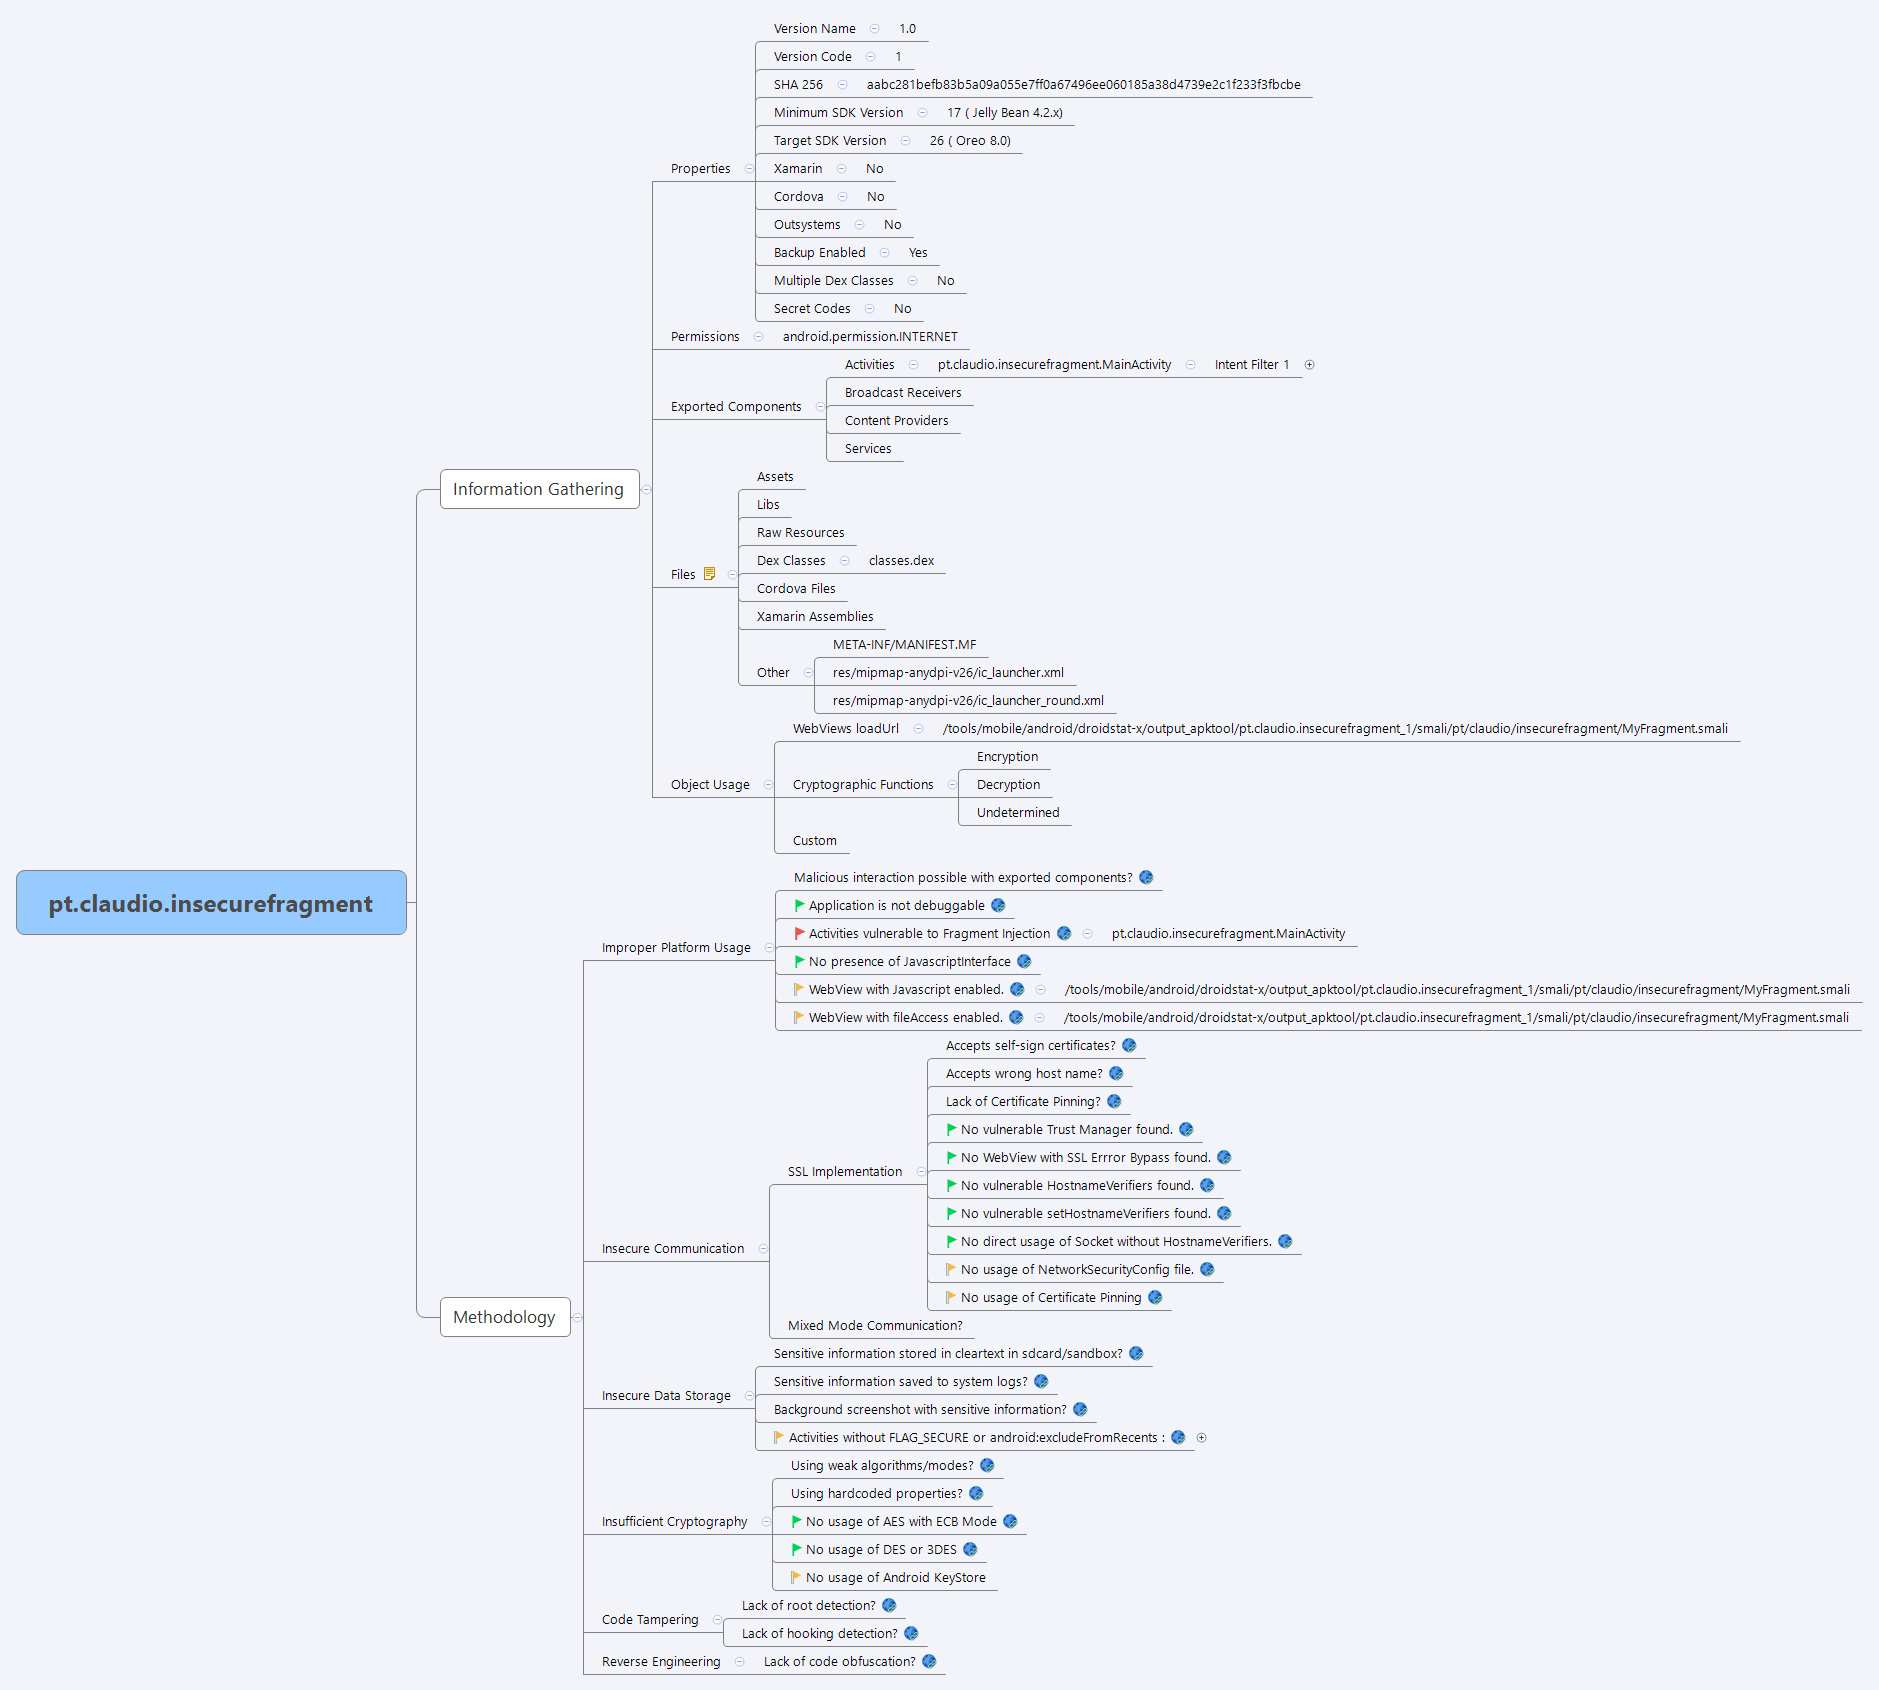 Version Name 1.0
Version Code 1
SHA 256 aabc281befb83b5a09a055e7ff0a67496ee060185a38d4739e2c1f233f3fbcbe
Minimum SDK Version 17 ( Jelly Bean 4.2.x)
Target SDK Version 26 ( Oreo 8.0)
Properties Xamarin No
Cordova No
Outsystems No
Backup Enabled Yes
Multiple Dex Classes No
Secret Codes No
Permissions android.permission.INTERNET
Activities pt.claudio.insecurefragment.MainActivity Intent Filter 1
Broadcast Receivers
Exported Components
Content Providers
Services
Assets
Information Gathering
Libs
Raw Resources
Dex Classes classes.dex
Files
Cordova Files
Xamarin Assemblies
META-INF/MANIFEST.MF
Other res/mipmap-anydpi-v26/ic_launcher.xml
res/mipmap-anydpi-v26/ic_launcher_round.xml
WebViews loadUrl /tools/mobile/android/droidstat-x/output_apktool/pt.claudio.insecurefragment_1/smali/pt/claudio/insecurefragment/MyFragment.smali
Encryption
Object Usage Cryptographic Functions Decryption
Undetermined
Custom
Malicious interaction possible with exported components?
pt.claudio.insecurefragment
Application is not debuggable
Activities vulnerable to Fragment Injection pt.claudio.insecurefragment.MainActivity
Improper Platform Usage
No presence of JavascriptInterface
WebView with Javascript enabled. /tools/mobile/android/droidstat-x/output_apktool/pt.claudio.insecurefragment_1/smali/pt/claudio/insecurefragment/MyFragment.smali
WebView with fileAccess enabled. /tools/mobile/android/droidstat-x/output_apktool/pt.claudio.insecurefragment_1/smali/pt/claudio/insecurefragment/MyFragment.smali
Accepts self-sign certificates?
Accepts wrong host name?
Lack of Certificate Pinning?
No vulnerable Trust Manager found.
No WebView with SSL Errror Bypass found.
SSL Implementation
No vulnerable HostnameVerifiers found.
No vulnerable setHostnameVerifiers found.
No direct usage of Socket without HostnameVerifiers.
Insecure Communication
No usage of NetworkSecurityConfig file.
No usage of Certificate Pinning
Methodology
Mixed Mode Communication?
Sensitive information stored in cleartext in sdcard/sandbox?
Sensitive information saved to system logs?
Insecure Data Storage
Background screenshot with sensitive information?
Activities without FLAG_SECURE or android:excludeFromRecents :
Using weak algorithms/modes?
Using hardcoded properties?
Insufficient Cryptography No usage of AES with ECB Mode
No usage of DES or 3DES
No usage of Android KeyStore
Lack of root detection?
Code Tampering
Lack of hooking detection?
Reverse Engineering Lack of code obfuscation?